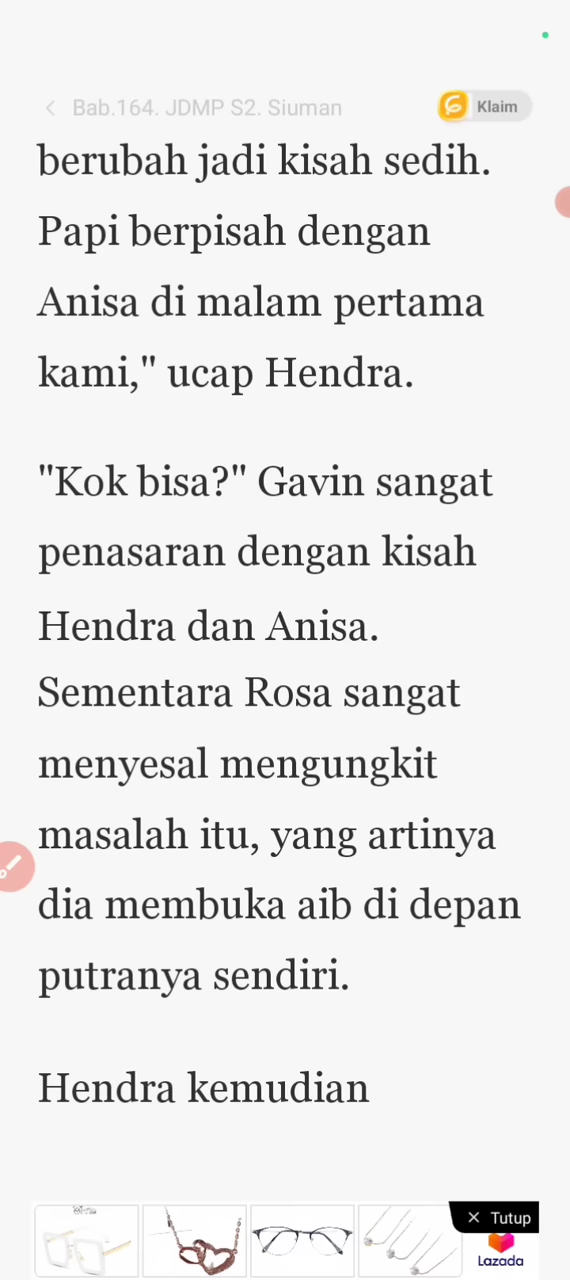 Bab.164. JDMP S2. Siuman
Klaim
berubah jadi kisah sedih.
Papi berpisah dengan
Anisa di malam pertama
kami," ucap Hendra.
"Kok bisa?" Gavin sangat
penasaran dengan kisah
Hendra dan Anisa.
Sementara Rosa sangat
menyesal mengungkit
masalah itu, yang artinya
dia membuka aib di depan
putranya sendiri.
Hendra kemudian
Tutup
Lazada